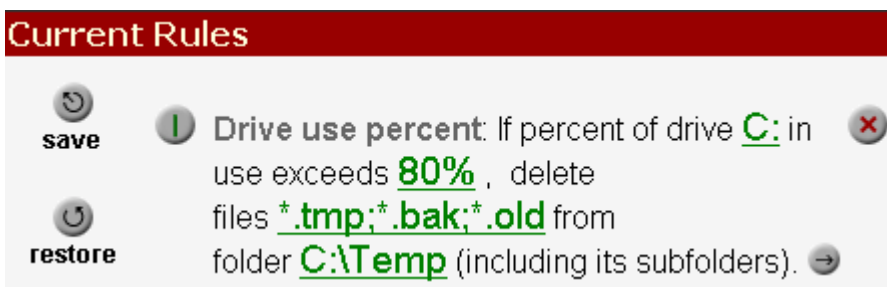 Current Rules
save
Drive use percent: If percent of drive C: in
use exceeds 80% , delete
files *.tmp;*.bak;*.old from
restore
folder C:\Temp (including its subfolders).